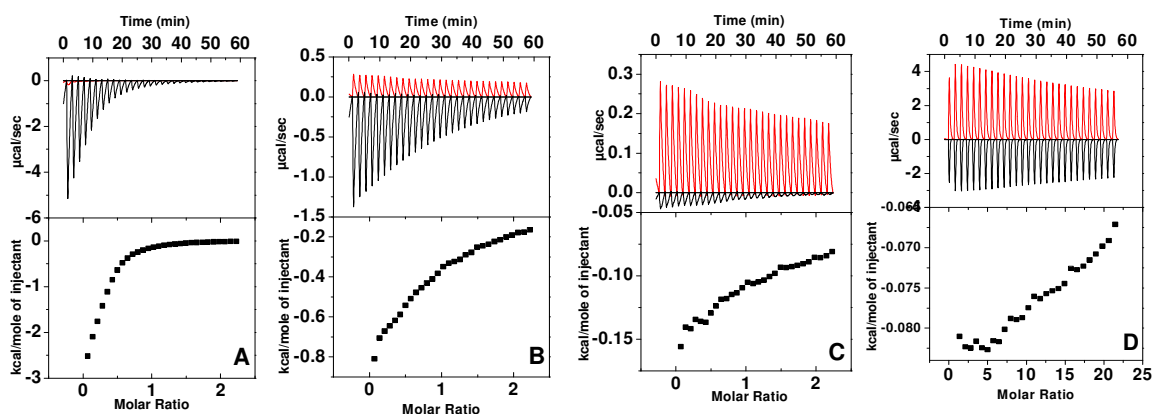 Time (min)
0 10 20 30 40 50 60
µcal/sec
0
-2
-4
-6
kcal/mole of injectant
0
-1
-2
-3
A
0 1 2
Molar Ratio
Time (min)
0 10 20 30 40 50 60
µcal/sec
0.5
0.0
-0.5
-1.0
-1.5
kcal/mole of injectant
-0.2
-0.4
-0.6
-0.8
B
0 1 2
Molar Ratio
Time (min)
0 10 20 30 40 50 60
µcal/sec
0.3
0.2
0.1
0.0
-0.05
kcal/mole of injectant
-0.10
-0.15
C
0 1 2
Molar Ratio
Time (min)
0 10 20 30 40 50 60
µcal/sec
4
2
0
-2
kcal/mole of injectant
-0.070
-0.075
-0.080
D
0 5 10 15 20 25
Molar Ratio